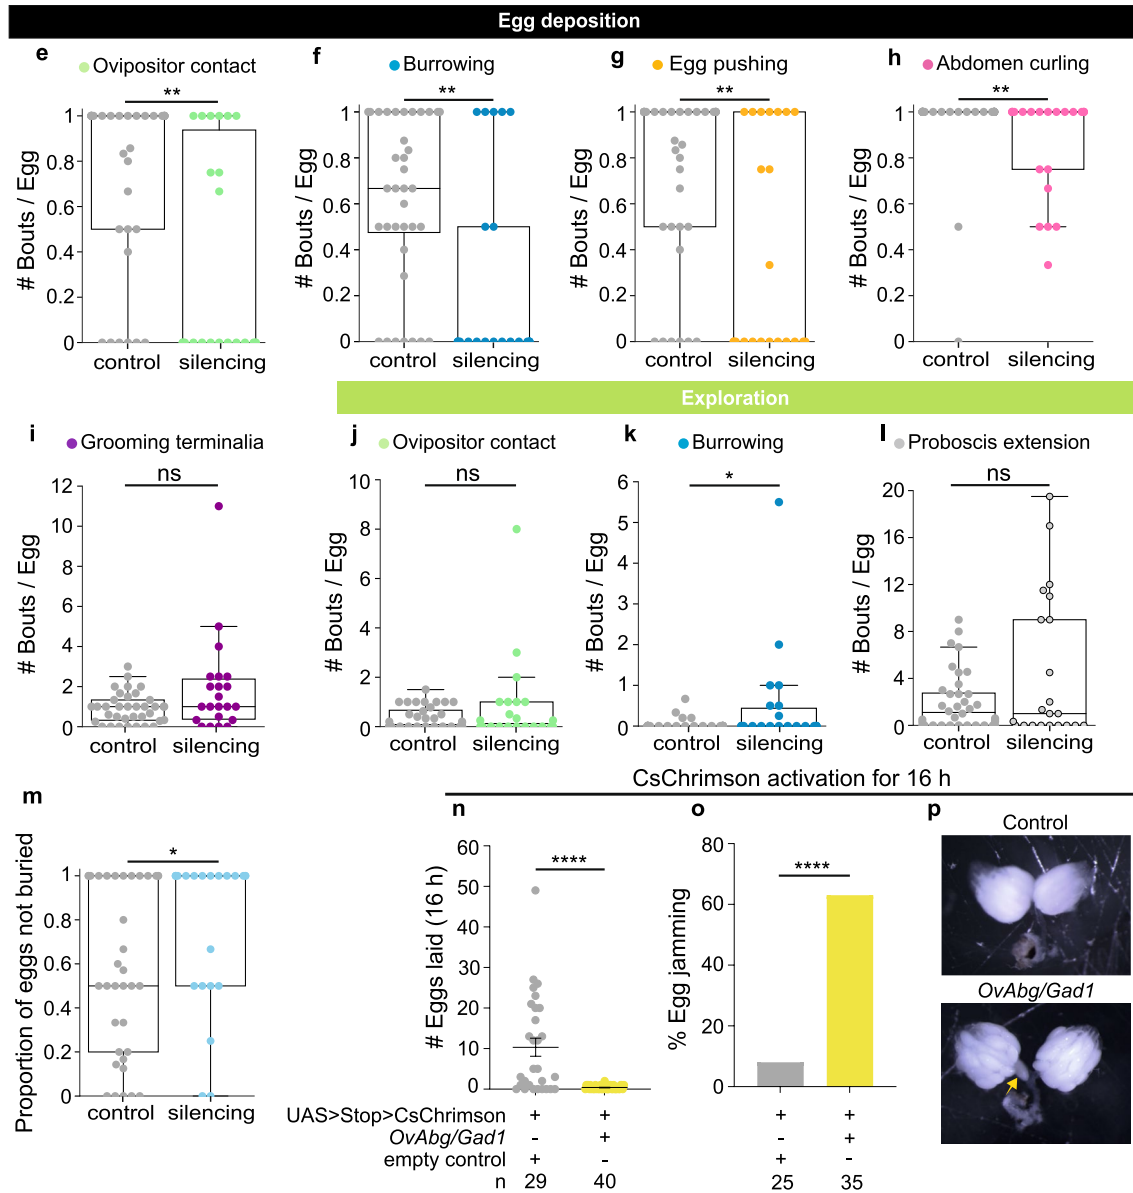 Egg deposition
e Ovipositor contact
**
# Bouts / Egg
1
0.8
0.6
0.4
0.2
0
control silencing
f Burrowing
**
# Bouts / Egg
1
0.8
0.6
0.4
0.2
0
control silencing
g Egg pushing
**
# Bouts / Egg
1
0.8
0.6
0.4
0.2
0
control silencing
h Abdomen curling
**
# Bouts / Egg
1
0.8
0.6
0.4
0.2
0
control silencing
Exploration
i Grooming terminalia
ns
# Bouts / Egg
12
10
8
6
4
2
0
control silencing
j Ovipositor contact
ns
# Bouts / Egg
10
8
6
4
2
0
control silencing
k Burrowing
*
# Bouts / Egg
6
5
4
3
2
1
0
control silencing
l Proboscis extension
ns
# Bouts / Egg
20
16
12
8
4
0
control silencing
m
*
Proportion of eggs not buried
1
0.8
0.6
0.4
0.2
0
control silencing
CsChrimson activation for 16 h
n
****
# Eggs laid (16 h)
60
50
40
30
20
10
0
o
****
% Egg jamming
80
60
40
20
0
UAS>Stop>CsChrimson + + + +
OvAbg/Gad1 - + - +
empty control + - + -
n 29 40 25 35
p
Control
OvAbg/Gad1